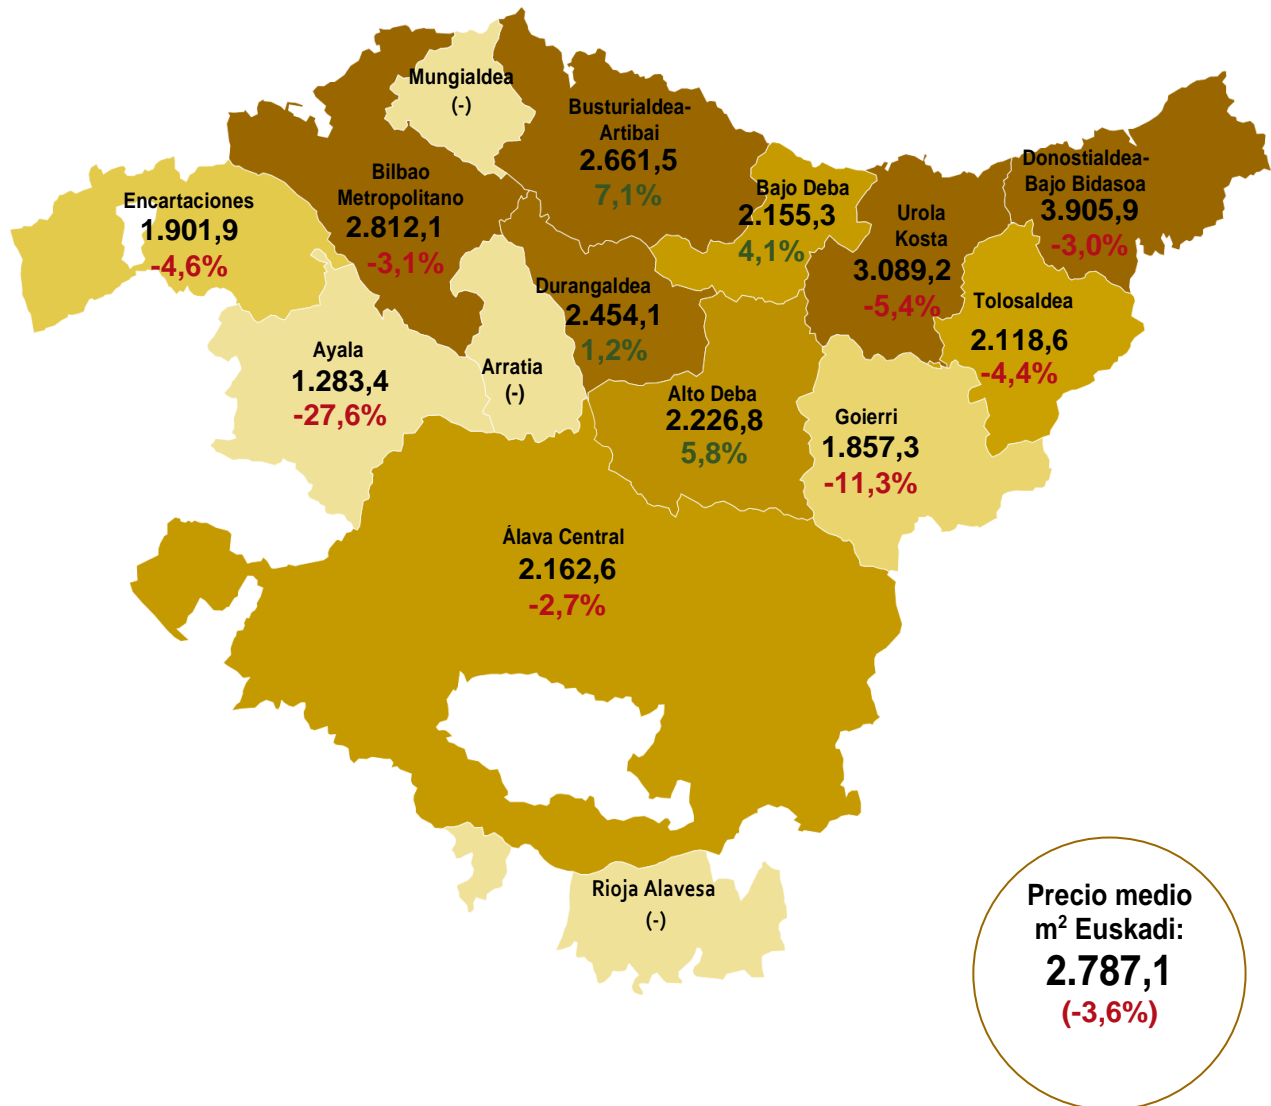 Mungialdea
(-)
Busturialdea-
Artibai
2.661,5
7,1%
Donostialdea-
Bajo Bidasoa
3.905,9
-3,0%
Bilbao
Metropolitano
2.812,1
-3,1%
Bajo Deba
2.155,3
4,1%
Encartaciones
1.901,9
-4,6%
Urola
Kosta
3.089,2
-5,4%
Durangaldea
2.454,1
1,2%
Tolosaldea
2.118,6
-4,4%
Ayala
1.283,4
-27,6%
Arratia
(-)
Alto Deba
2.226,8
5,8%
Goierri
1.857,3
-11,3%
Álava Central
2.162,6
-2,7%
Rioja Alavesa
(-)
Precio medio
m² Euskadi:
2.787,1
(-3,6%)